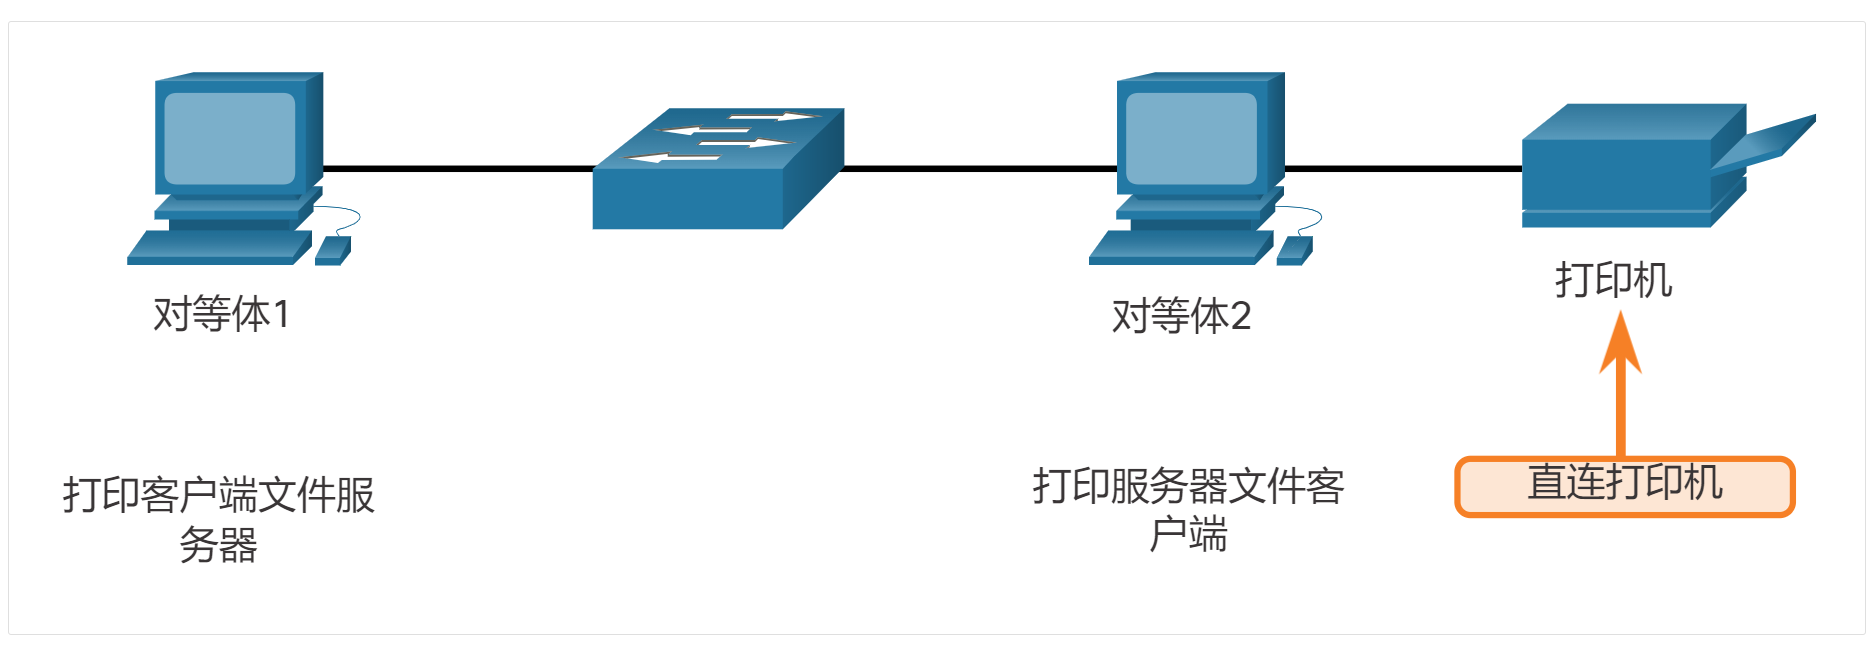 对等体1
对等体2
打印机
打印客户端文件服
务器
打印服务器文件客
户端
直连打印机